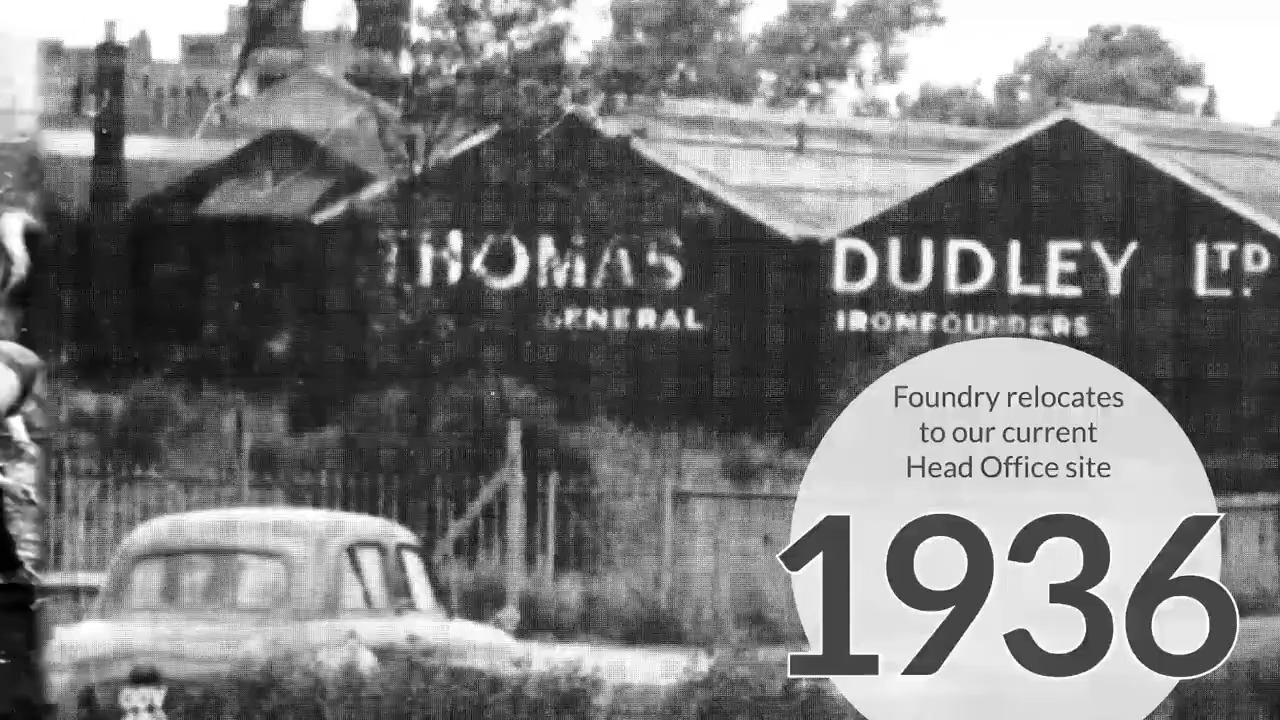 THOMAS DUDLEY LTD.
GENERAL IRONFOUNDERS
Foundry relocates
to our current
Head Office site
1936